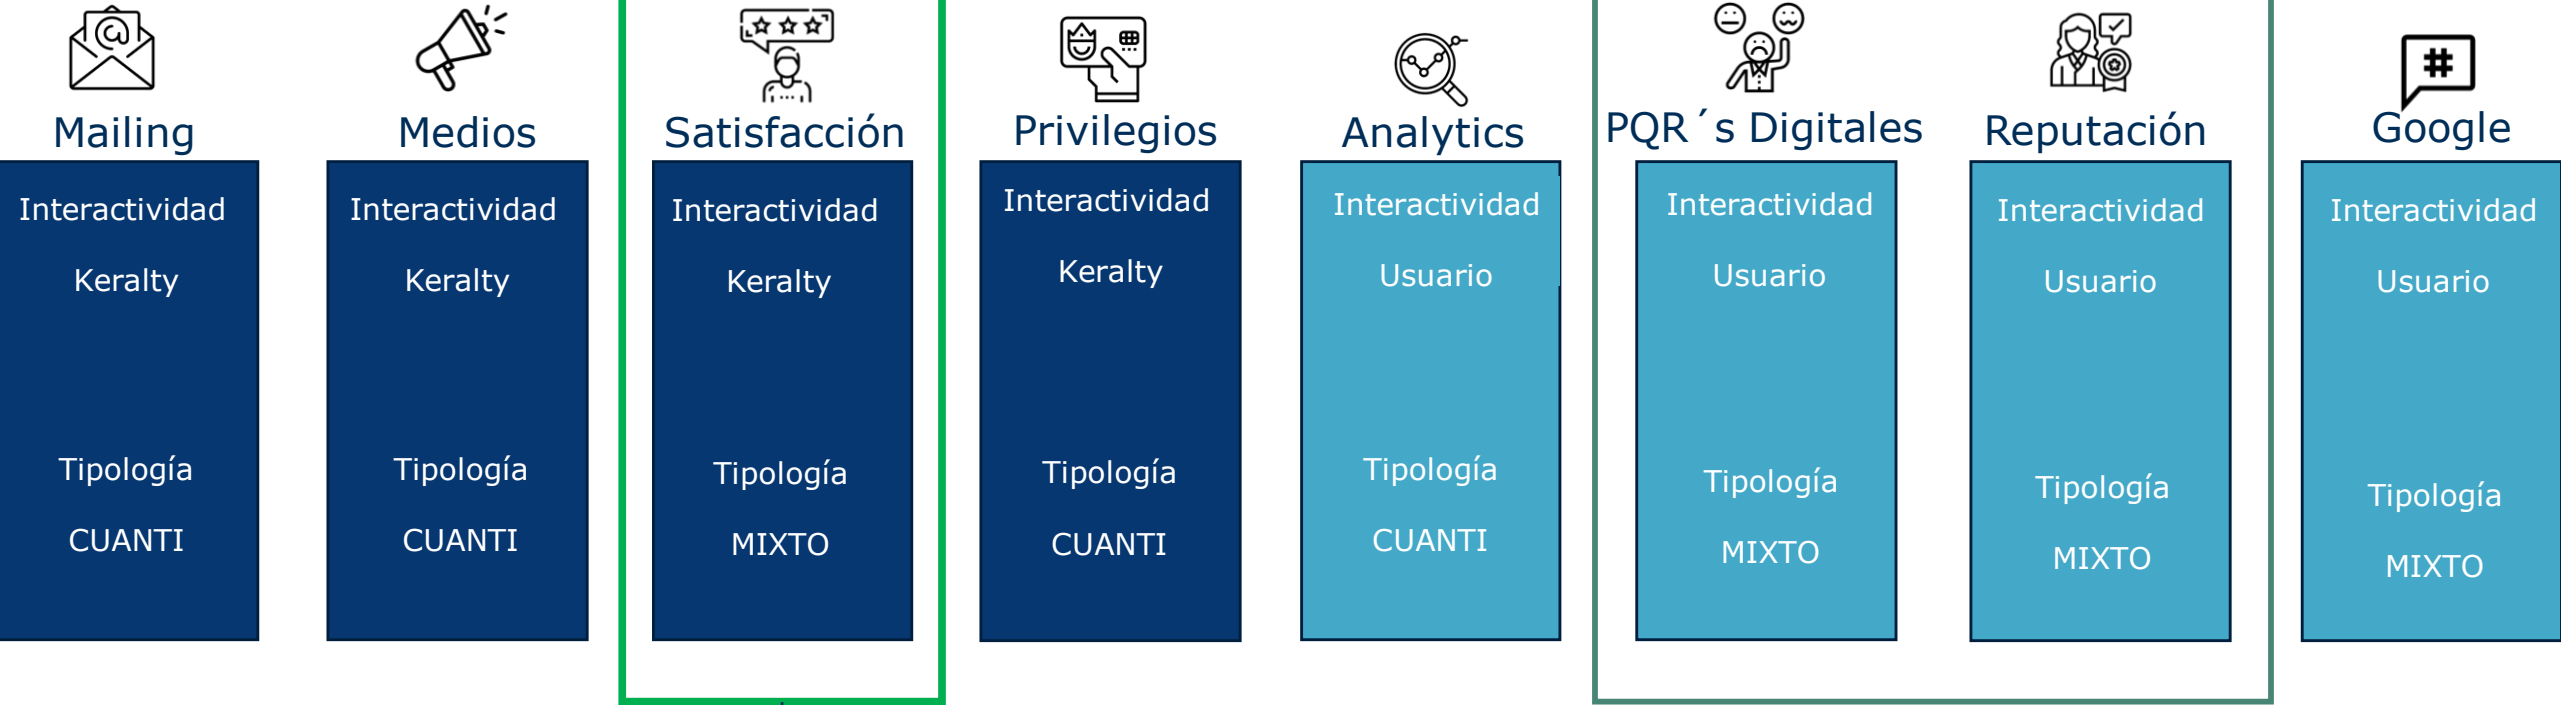 Mailing
Interactividad
Keralty
Tipología
CUANTI
Medios
Interactividad
Keralty
Tipología
CUANTI
Satisfacción
Interactividad
Keralty
Tipología
MIXTO
Privilegios
Interactividad
Keralty
Tipología
CUANTI
Analytics
Interactividad
Usuario
Tipología
CUANTI
PQR´s Digitales
Interactividad
Usuario
Tipología
MIXTO
Reputación
Interactividad
Usuario
Tipología
MIXTO
#
Google
Interactividad
Usuario
Tipología
MIXTO